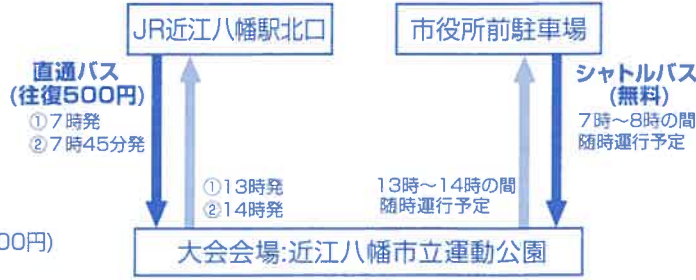 JR近江八幡駅北口
市役所前駐車場
直通バス
(往復500円)
①7時発
②7時45分発
シャトルバス
(無料)
7時～8時の間
随時運行予定
①13時発
②14時発
13時～14時の間
随時運行予定
00円)
大会会場:近江八幡市立運動公園